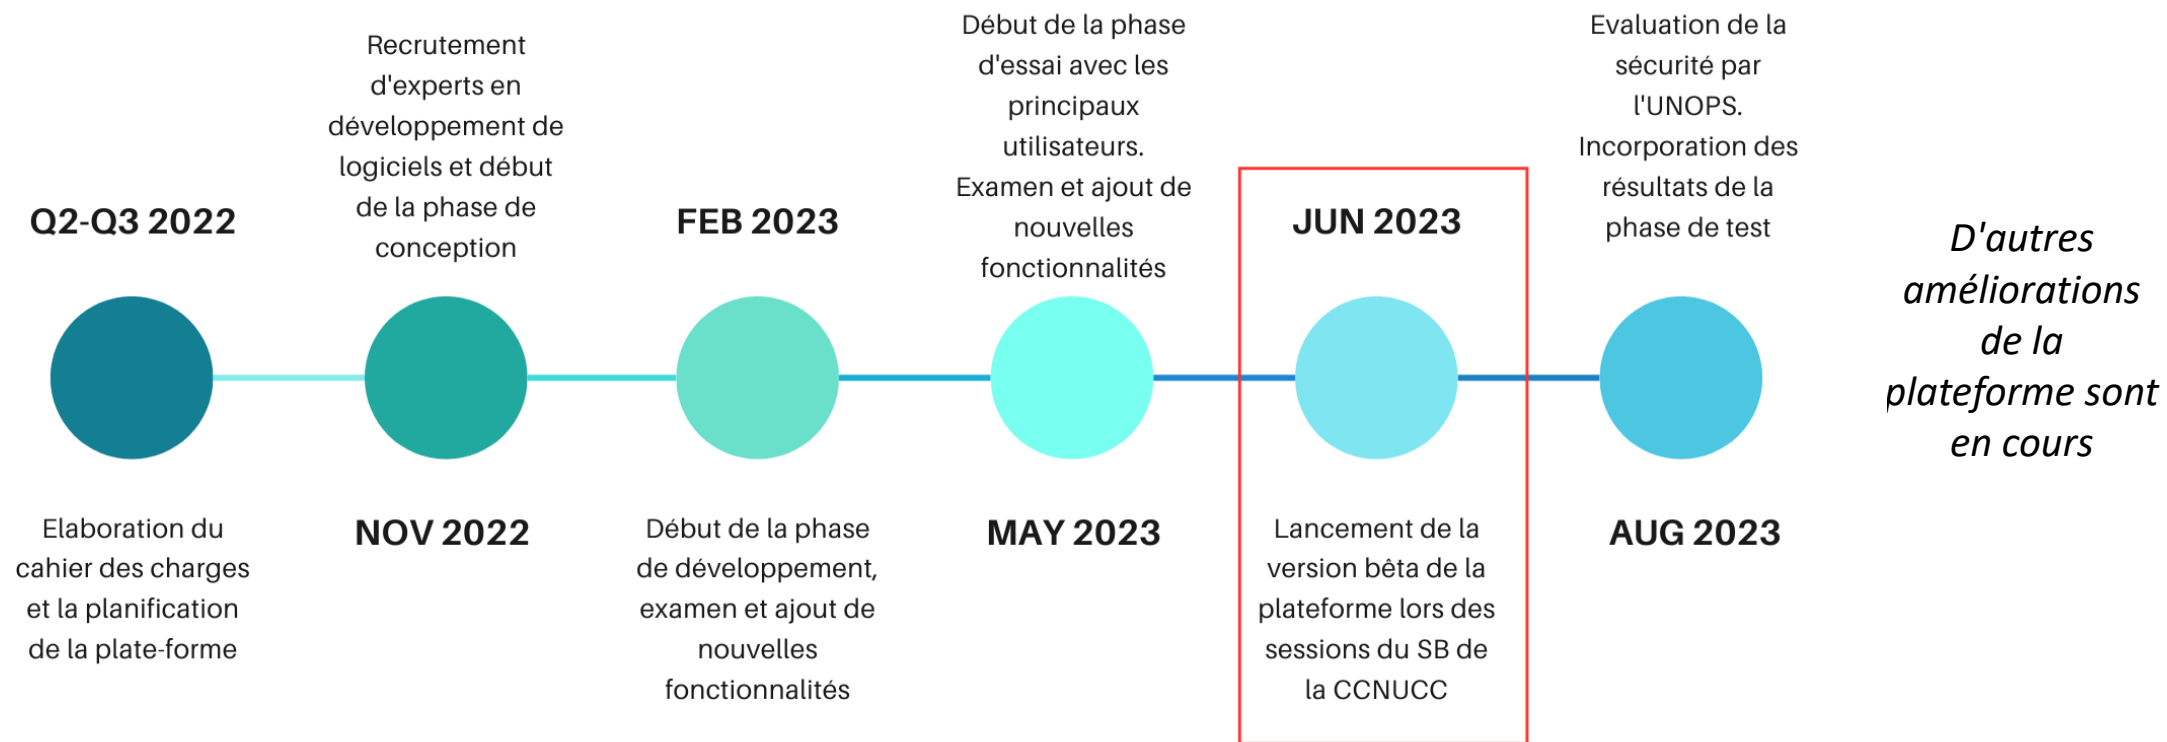 Q2-Q3 2022
Elaboration du
cahier des charges
et la planification
de la plate-forme
Recrutement
d'experts en
développement de
logiciels et début
de la phase de
conception
NOV 2022
FEB 2023
Début de la phase
de développement,
examen et ajout de
nouvelles
fonctionnalités
Début de la phase
d'essai avec les
principaux
utilisateurs.
Examen et ajout de
nouvelles
fonctionnalités
MAY 2023
JUN 2023
Lancement de la
version bêta de la
plateforme lors des
sessions du SB de
la CCNUCC
Evaluation de la
sécurité par
l'UNOPS.
Incorporation des
résultats de la
phase de test
AUG 2023
D'autres
améliorations
de la
plateforme sont
en cours